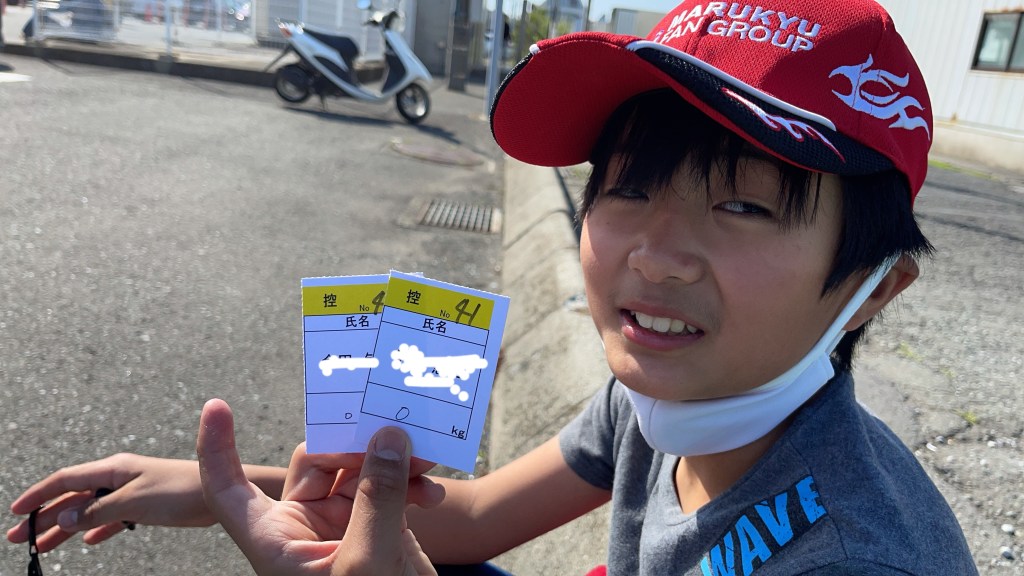 MARUKYU
FAN GROUP
控
No 4
氏名
控
No 41
氏名
0
kg
WAVE